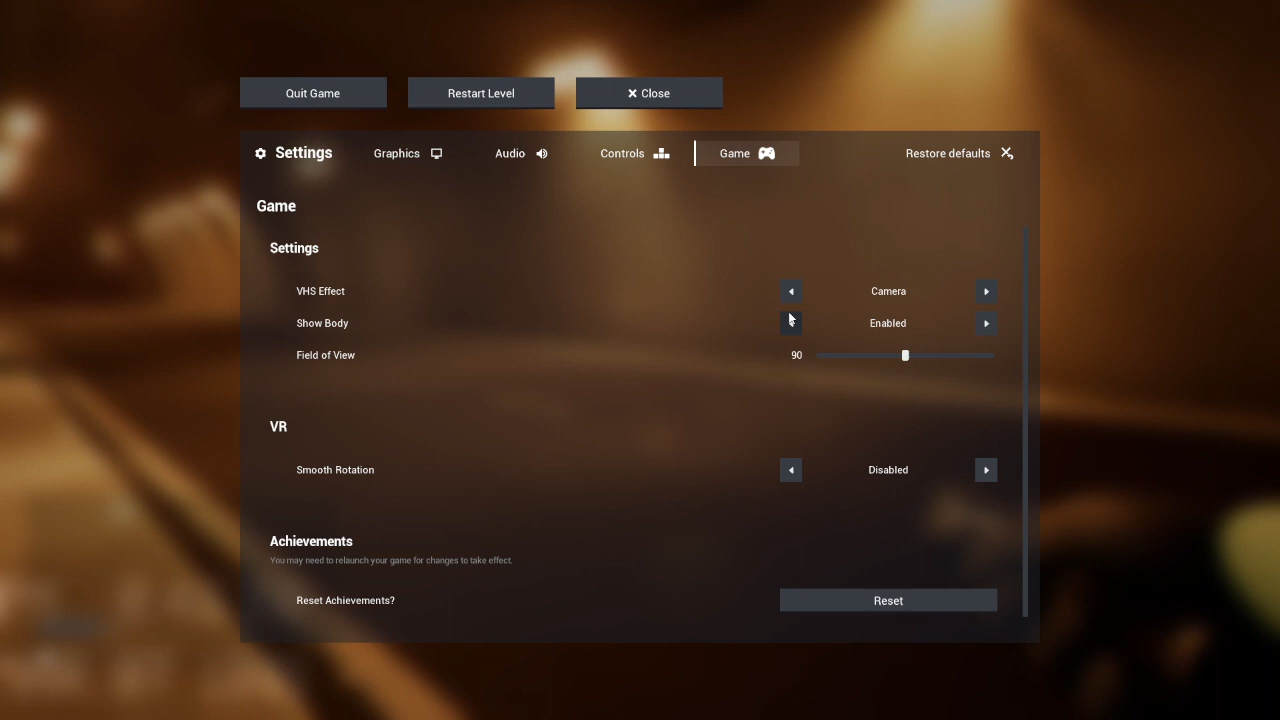 Quit Game
Restart Level
Close
Settings
Graphics
Audio
Controls
Game
Restore defaults
Game
Settings
VHS Effect
Camera
Show Body
Enabled
Field of View
90
VR
Smooth Rotation
Disabled
Achievements
You may need to relaunch your game for changes to take effect.
Reset Achievements?
Reset